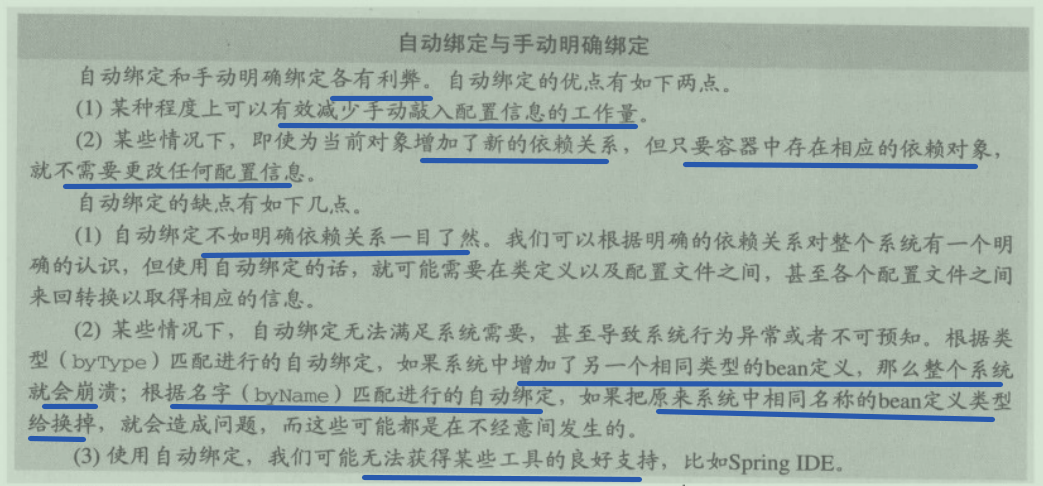 自动绑定与手动明确绑定
自动绑定和手动明确绑定各有利弊。自动绑定的优点有如下两点。
(1) 某种程度上可以有效减少手动敲入配置信息的工作量。
(2) 某些情况下，即使为当前对象增加了新的依赖关系，但只要容器中存在相应的依赖对象，
就不需要更改任何配置信息。
自动绑定的缺点有如下几点。
(1) 自动绑定不如明确依赖关系一目了然。我们可以根据明确的依赖关系对整个系统有一个明
确的认识，但使用自动绑定的话，就可能需要在类定义以及配置文件之间，甚至各个配置文件之间
来回转换以取得相应的信息。
(2) 某些情况下，自动绑定无法满足系统需要，甚至导致系统行为异常或者不可预知。根据类
型（byType）匹配进行的自动绑定，如果系统中增加了另一个相同类型的bean定义，那么整个系统
就会崩溃；根据名字（byName）匹配进行的自动绑定，如果把原来系统中相同名称的bean定义类型
给换掉，就会造成问题，而这些可能都是在不经意间发生的。
(3) 使用自动绑定，我们可能无法获得某些工具的良好支持，比如Spring IDE。